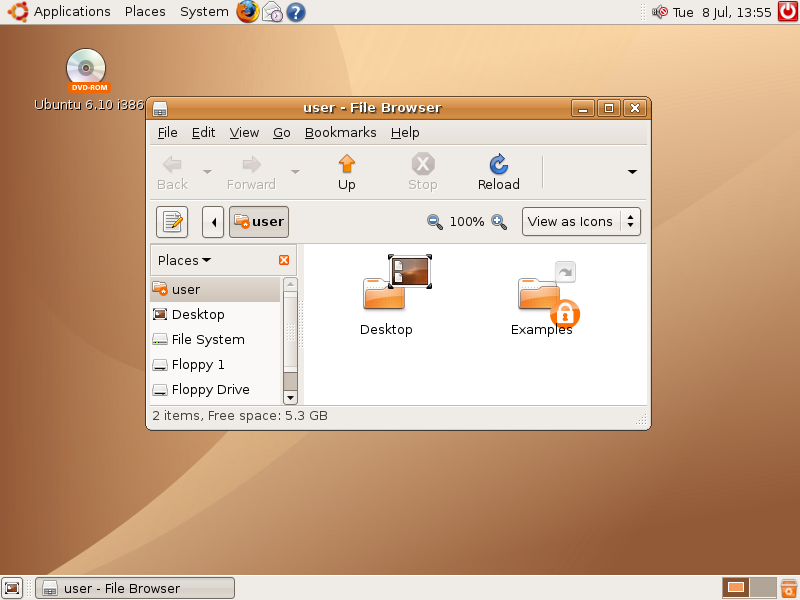 Applications Places System
Tue 8 Jul, 13:55
DVD-ROM
Ubuntu 6.10 i386
user - File Browser
File Edit View Go Bookmarks Help
Back Forward Up Stop Reload
user 100% View as Icons
Places
user
Desktop
File System
Floppy 1
Floppy Drive
Desktop
Examples
2 items, Free space: 5.3 GB
user - File Browser